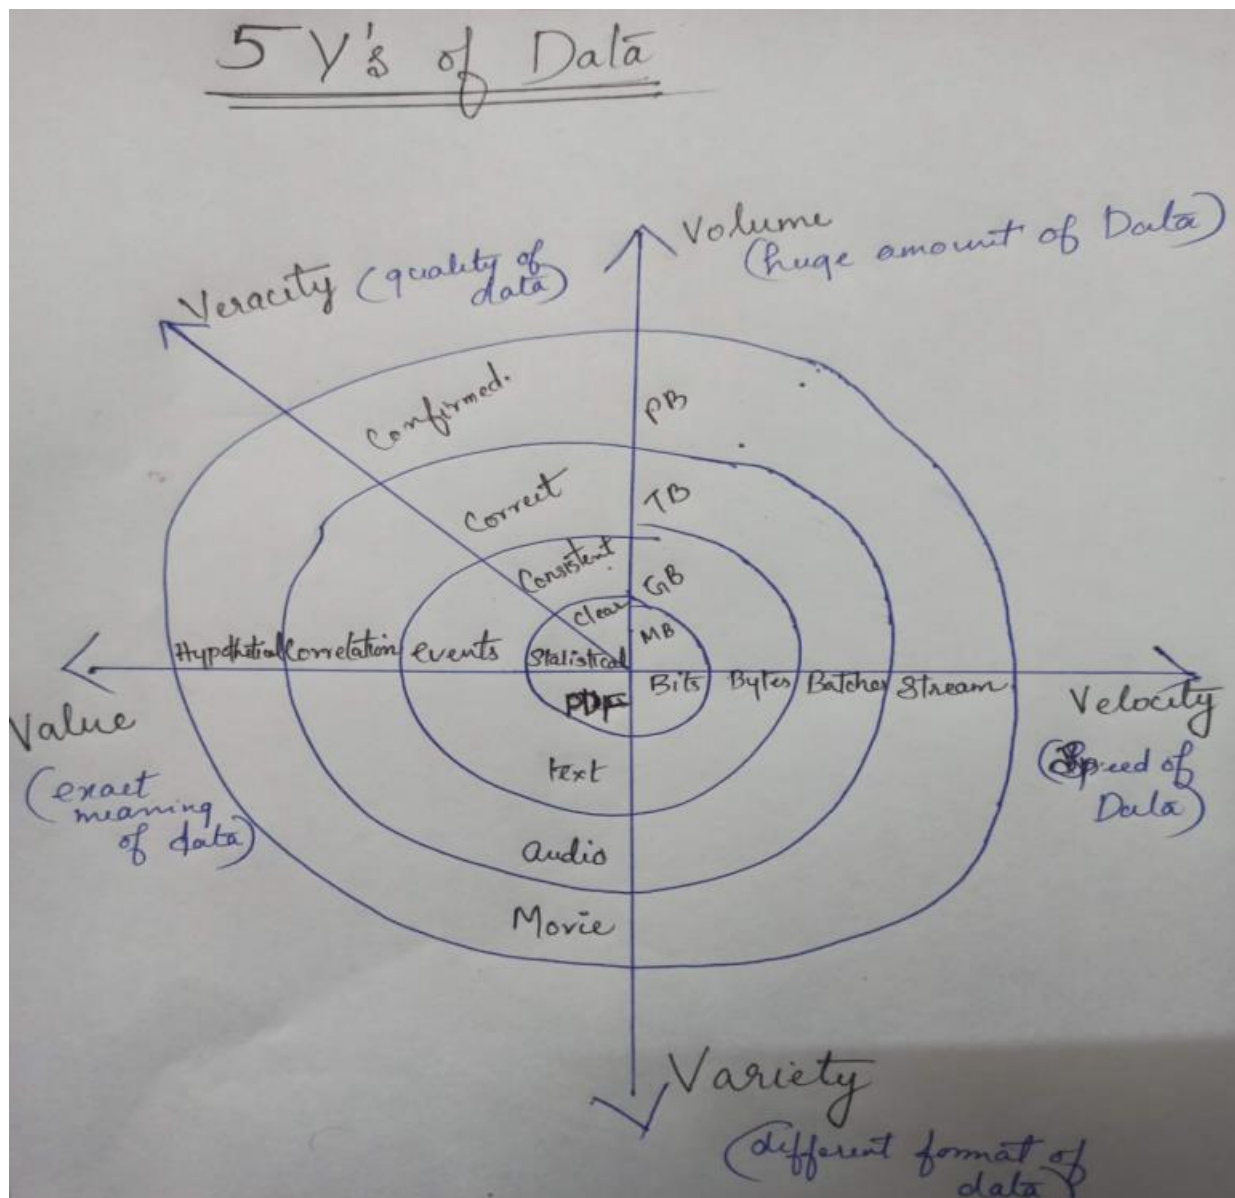 5 V's of Data
Volume
(huge amount of Data)
Veracity (quality of
data)
Confirmed.
PB
Correct
TB
Consistent
GB
Clear
MB
Hypothitial Correlation events Statistical
Bits Bytes Batches Stream
PDF
Value
(exact
meaning
of data)
Velocity
(Speed of
Data)
text
audio
Movie
Variety
(different format of
data)